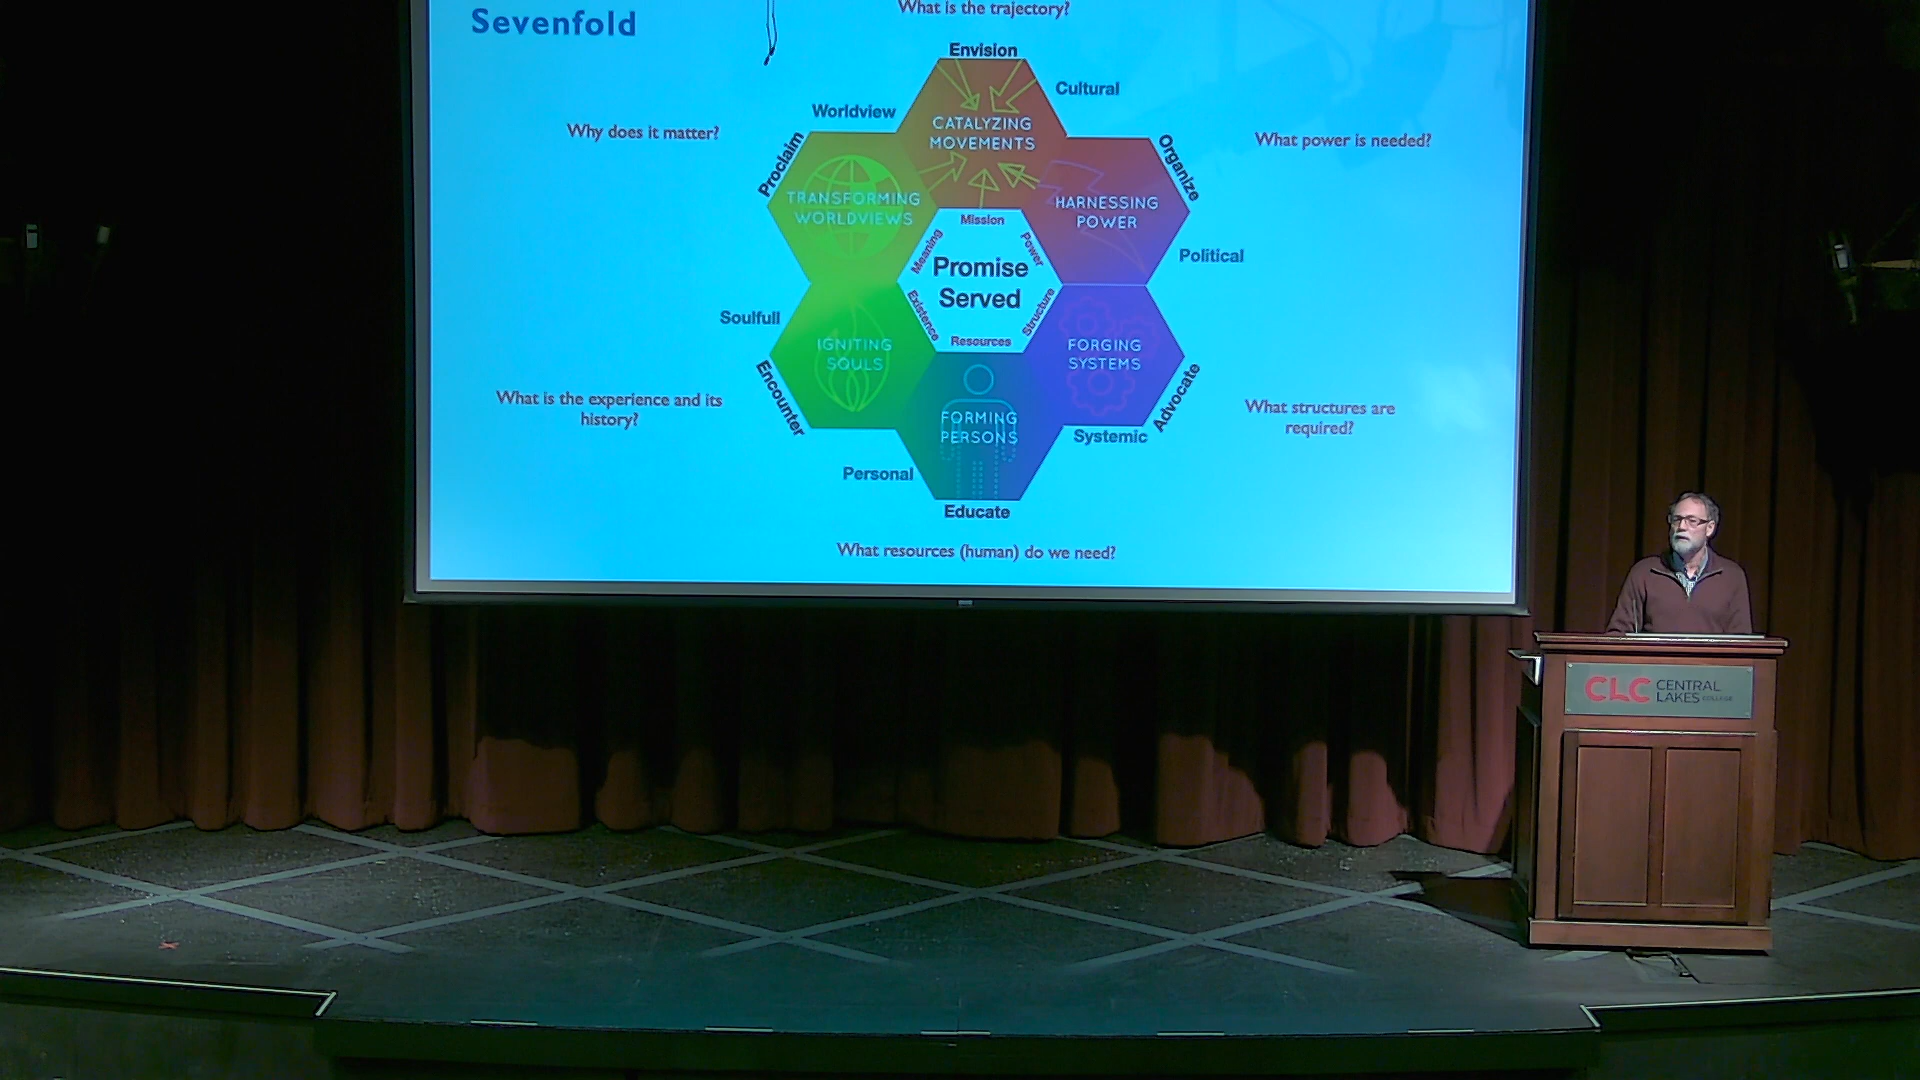 Sevenfold
What is the trajectory?
Envision
Cultural
Worldview
Why does it matter?
Proclaim
CATALYZING
MOVEMENTS
Organize
What power is needed?
TRANSFORMING
WORLDVIEWS
HARNESSING
POWER
Mission
Meaning
Power
Promise
Served
Political
Existence
Structure
Resources
Soulfull
IGNITING
SOULS
FORGING
SYSTEMS
Encounter
Advocate
What is the experience and its
history?
What structures are
required?
FORMING
PERSONS
Systemic
Personal
Educate
What resources (human) do we need?
CLC CENTRAL
LAKES COLLEGE